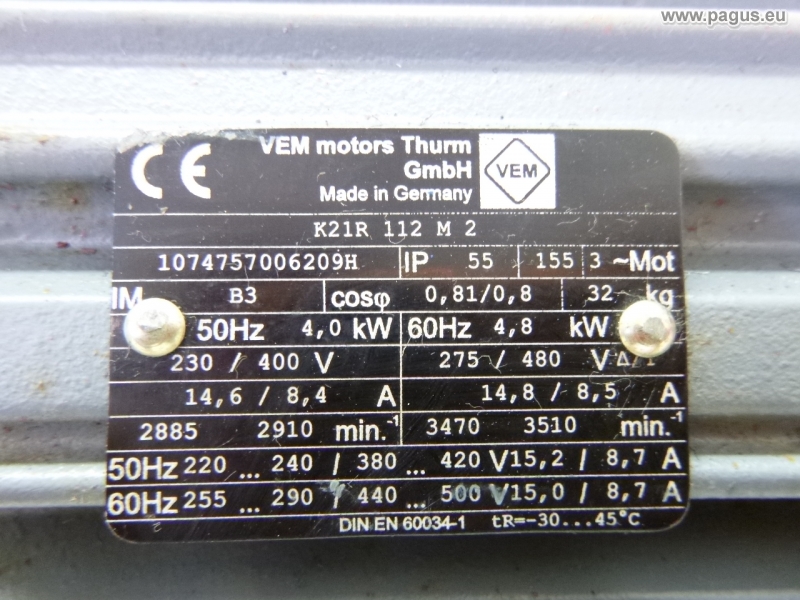 www.pagus.eu
VEM motors Thurm
GmbH
Made in Germany
VEM
K21R 112 M 2
1074757006209H IP 55 155 3 ~Mot
IM B3 cosφ 0,81/0,8 32 kg
50Hz 4,0 kW 60Hz 4,8 kW
230 / 400 V 275 / 480 V Δ/
14,6 / 8,4 A 14,8 / 8,5 A
2885 2910 min.⁻¹ 3470 3510 min.⁻¹
50Hz 220 ... 240 / 380 ... 420 V 15,2 / 8,7 A
60Hz 255 ... 290 / 440 ... 500 V 15,0 / 8,7 A
DIN EN 60034-1 tR=-30...45°C